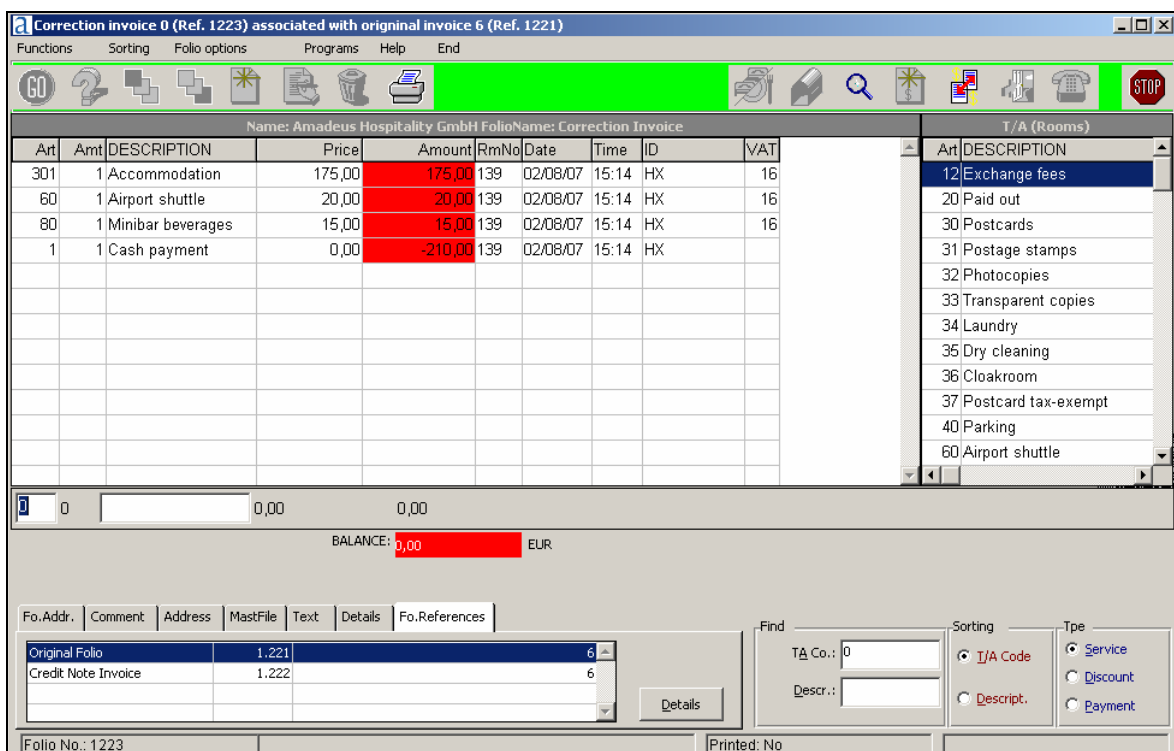 a Correction invoice 0 (Ref. 1223) associated with origninal invoice 6 (Ref. 1221)
Functions Sorting Folio options Programs Help End
GO STOP
Name: Amadeus Hospitality GmbH FolioName: Correction Invoice T/A (Rooms)
Art Amt DESCRIPTION Price Amount RmNo Date Time ID VAT Art DESCRIPTION
301 1 Accommodation 175,00 175,00 139 02/08/07 15:14 HX 16 12 Exchange fees
60 1 Airport shuttle 20,00 20,00 139 02/08/07 15:14 HX 16 20 Paid out
80 1 Minibar beverages 15,00 15,00 139 02/08/07 15:14 HX 16 30 Postcards
1 1 Cash payment 0,00 -210,00 139 02/08/07 15:14 HX 31 Postage stamps
32 Photocopies
33 Transparent copies
34 Laundry
35 Dry cleaning
36 Cloakroom
37 Postcard tax-exempt
40 Parking
60 Airport shuttle
0 0 0,00 0,00
BALANCE: 0,00 EUR
Fo.Addr. Comment Address MastFile Text Details Fo.References
Original Folio 1.221 6
Credit Note Invoice 1.222 6
Details
Find
TA Co.: 0
Descr.:
Sorting
T/A Code
Descript.
Tpe
Service
Discount
Payment
Folio No.: 1223 Printed: No